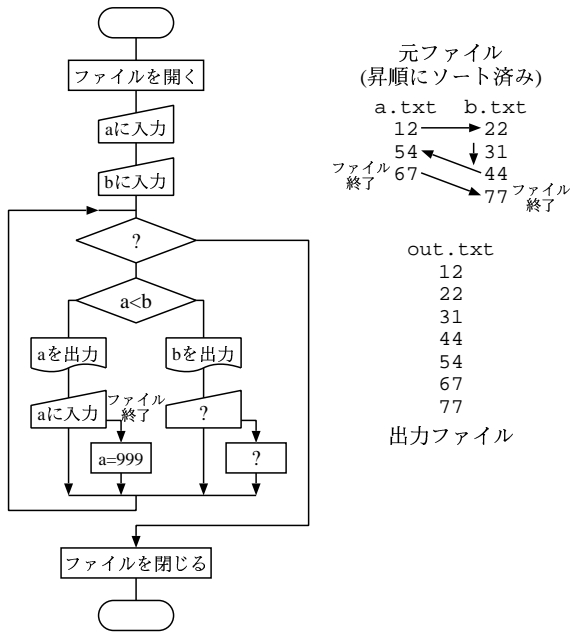 ファイルを開く
aに入力
bに入力
?
a<b
aを出力
bを出力
aに入力
ファイル
終了
?
a=999
?
ファイルを閉じる
元ファイル
(昇順にソート済み)
a.txt b.txt
12 22
54 31
ファイル
終了
67 44
77
ファイル
終了
out.txt
12
22
31
44
54
67
77
出力ファイル